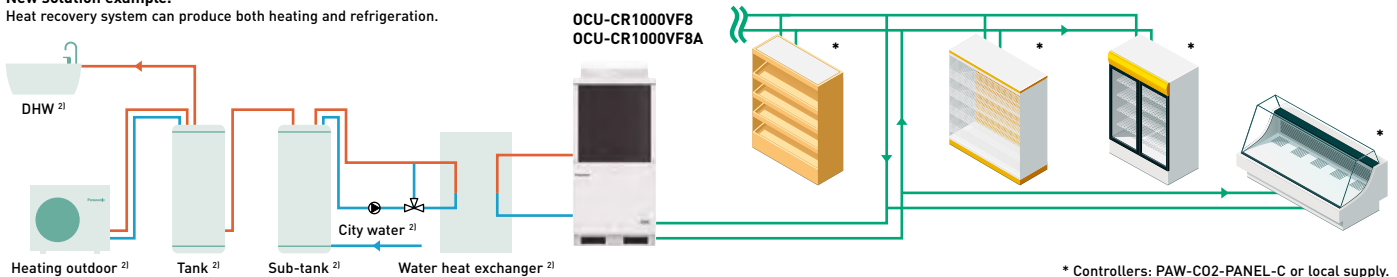 New solution example:
Heat recovery system can produce both heating and refrigeration.
OCU-CR1000VF8
OCU-CR1000VF8A
*
*
*
*
DHW 2)
Panasonic
City water 2)
Heating outdoor 2)
Tank 2)
Sub-tank 2)
Water heat exchanger 2)
* Controllers: PAW-CO2-PANEL-C or local supply.